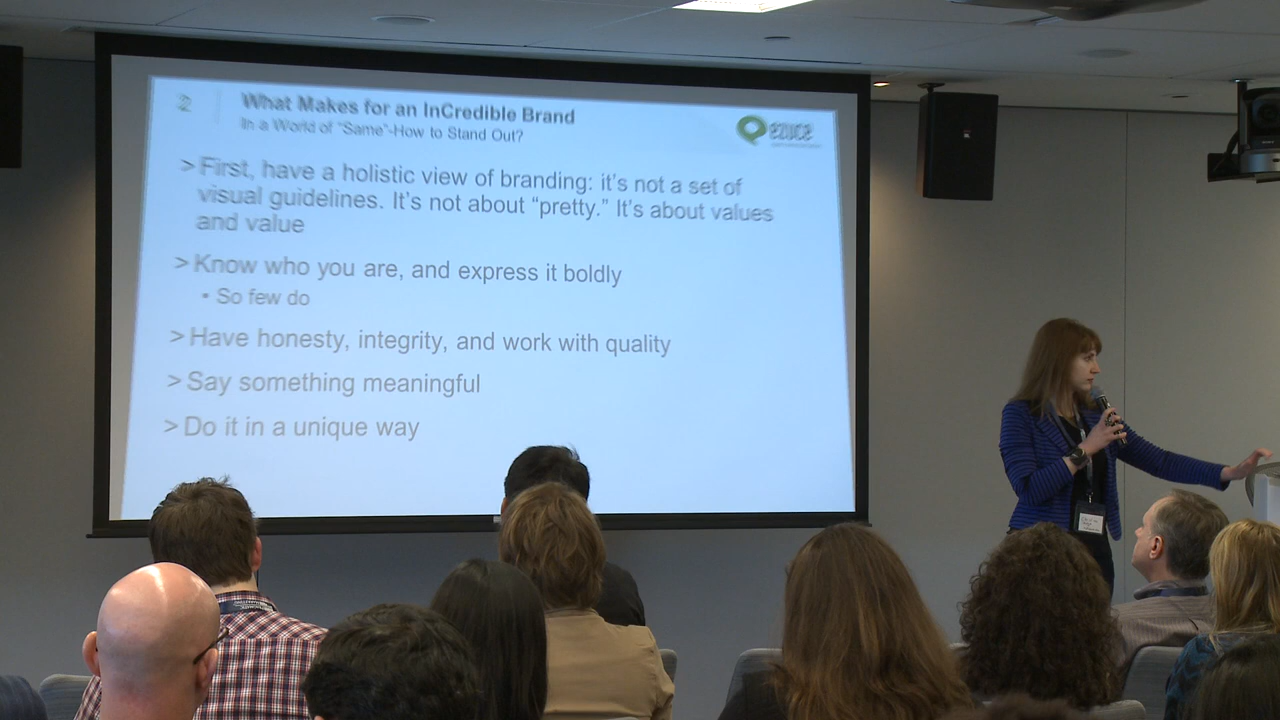 2
What Makes for an InCredible Brand
In a World of "Same"-How to Stand Out?
ezuce
> First, have a holistic view of branding: it's not a set of
visual guidelines. It's not about "pretty." It's about values
and value
> Know who you are, and express it boldly
• So few do
> Have honesty, integrity, and work with quality
> Say something meaningful
> Do it in a unique way